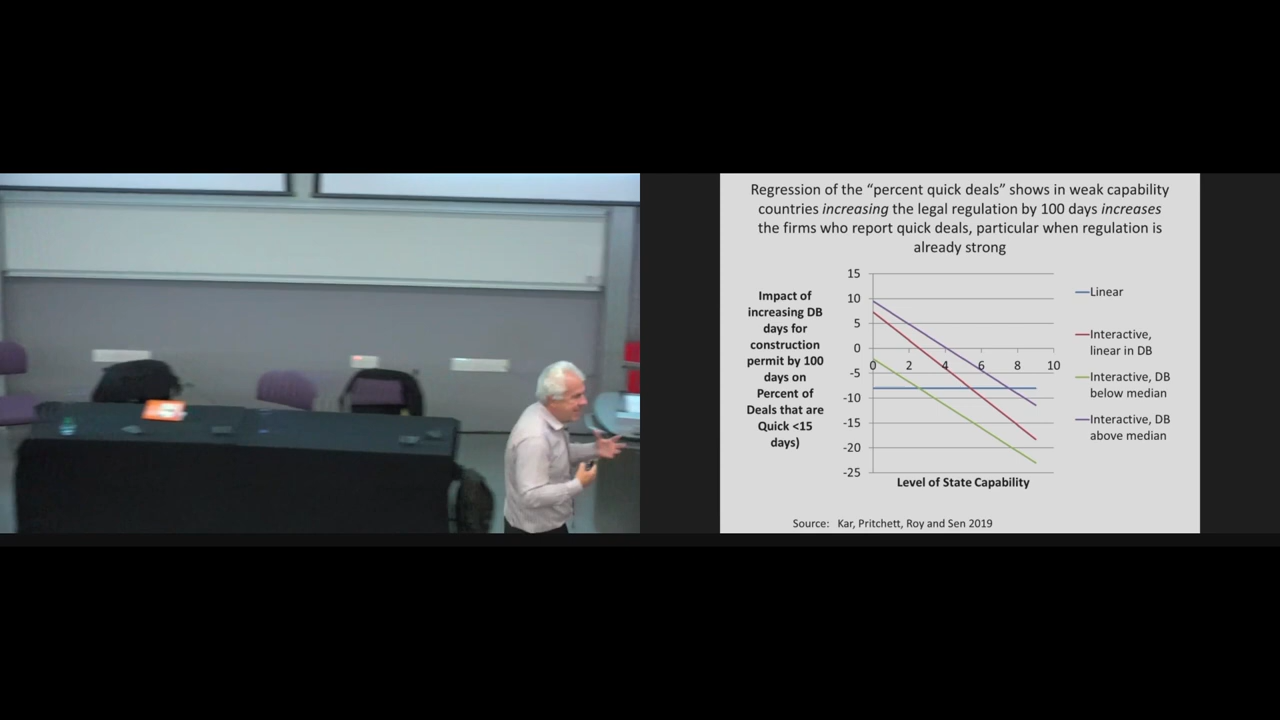 Regression of the “percent quick deals” shows in weak capability
countries increasing the legal regulation by 100 days increases
the firms who report quick deals, particular when regulation is
already strong
Impact of
increasing DB
days for
construction
permit by 100
days on
Percent of
Deals that are
Quick <15
days)
15
10
5
0
-5
-10
-15
-20
-25
0
2
4
6
8
10
Level of State Capability
Linear
Interactive,
linear in DB
Interactive, DB
below median
Interactive, DB
above median
Source: Kar, Pritchett, Roy and Sen 2019